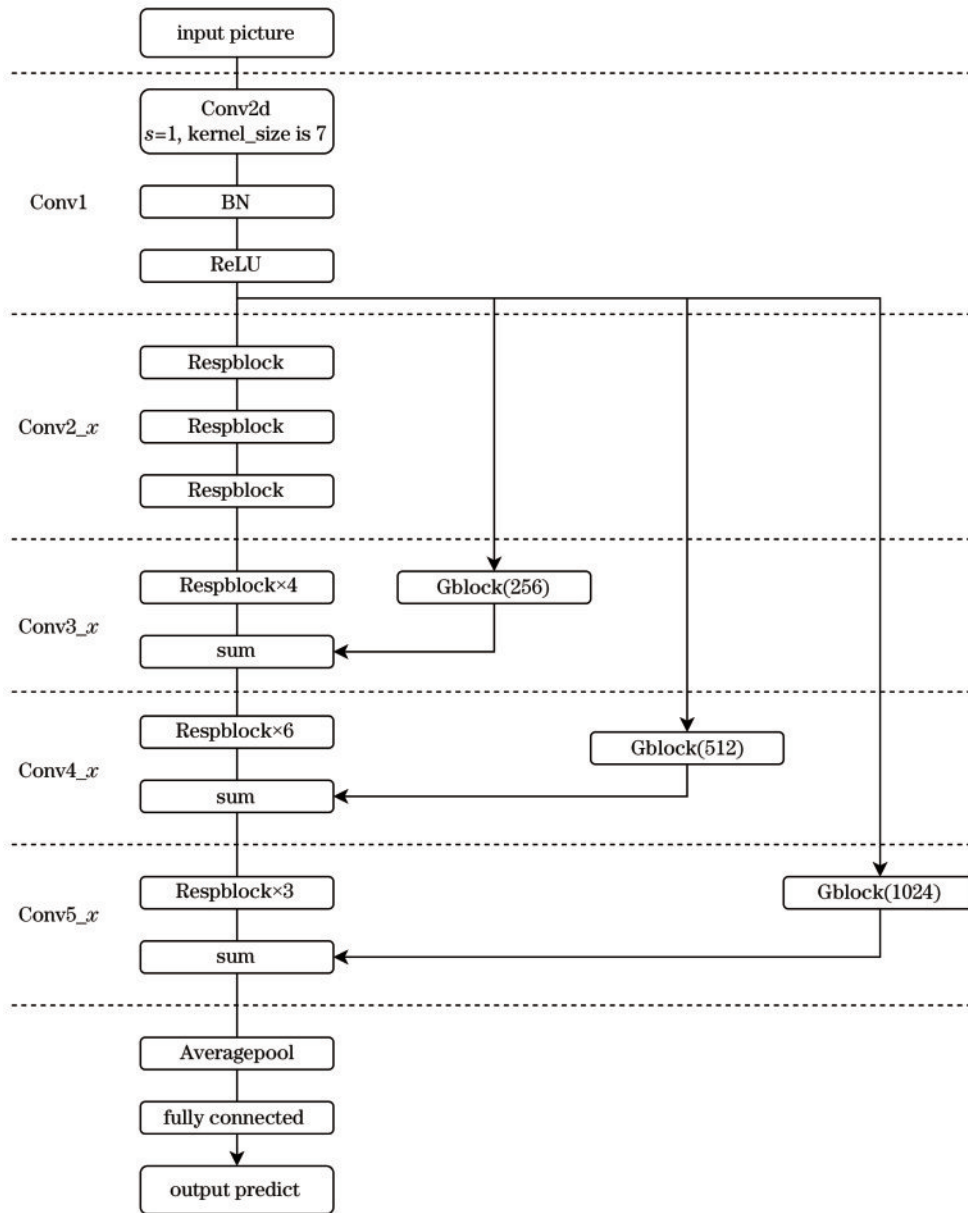 input picture
Conv2d
s=1, kernel_size is 7
Conv1
BN
ReLU
Respblock
Conv2_x
Respblock
Respblock
Respblock×4
Gblock(256)
Conv3_x
sum
Respblock×6
Gblock(512)
Conv4_x
sum
Respblock×3
Gblock(1024)
Conv5_x
sum
Averagepool
fully connected
output predict